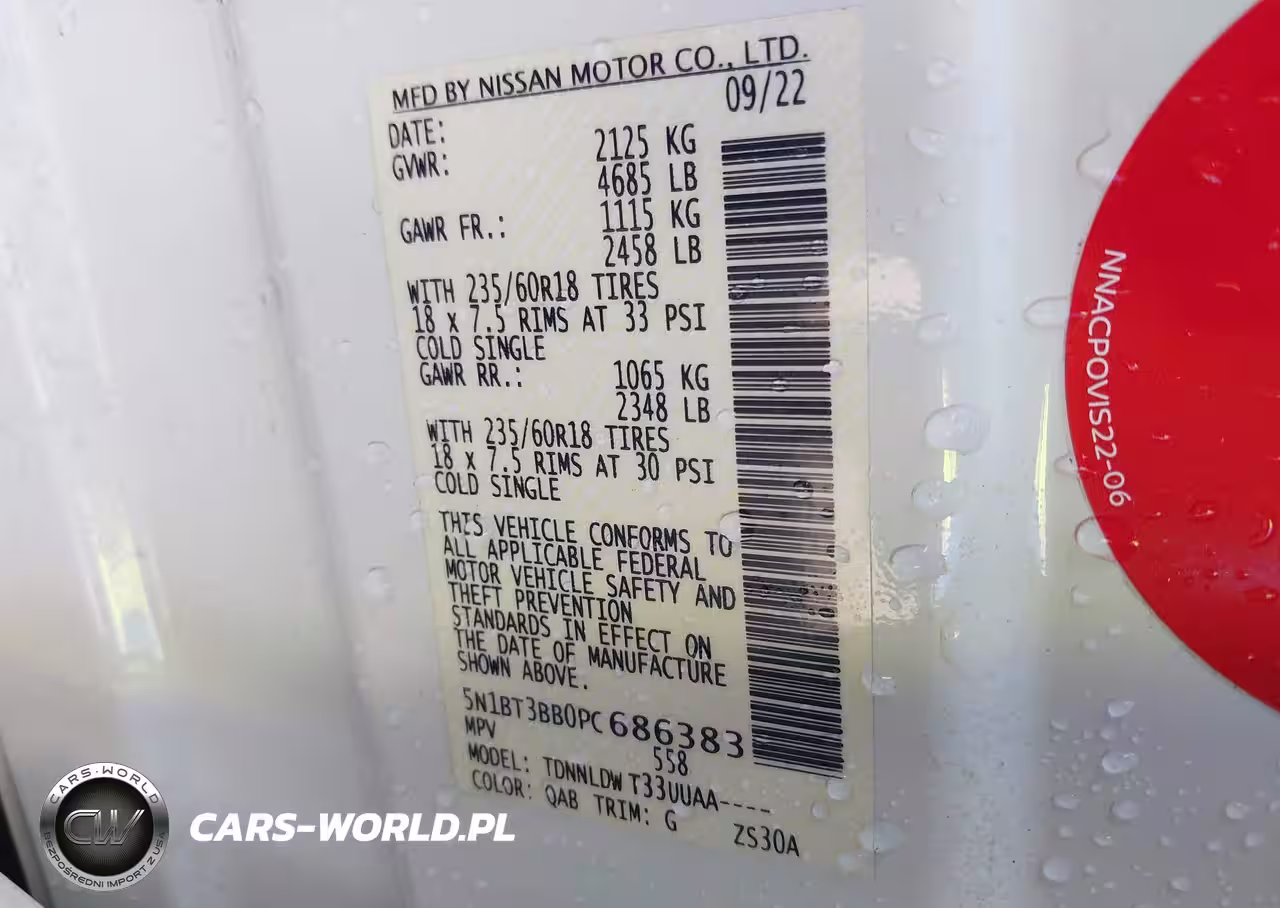 MFD BY NISSAN MOTOR CO., LTD.
DATE: 09/22
GVWR: 2125 KG
4685 LB
GAWR FR.: 1115 KG
2458 LB
WITH 235/60R18 TIRES
18 x 7.5 RIMS AT 33 PSI
COLD SINGLE
GAWR RR.: 1065 KG
2348 LB
WITH 235/60R18 TIRES
18 x 7.5 RIMS AT 30 PSI
COLD SINGLE
THIS VEHICLE CONFORMS TO
ALL APPLICABLE FEDERAL
MOTOR VEHICLE SAFETY AND
THEFT PREVENTION
STANDARDS IN EFFECT ON
THE DATE OF MANUFACTURE
SHOWN ABOVE.
5N1BT3BB0PC686383
MPV 558
MODEL: TDNNLDW T33UUAA----
COLOR: QAB TRIM: G ZS30A
NNACPOVIS22-06
CARS-WORLD
CW
BEZPOŚREDNI IMPORT Z USA
CARS-WORLD.PL